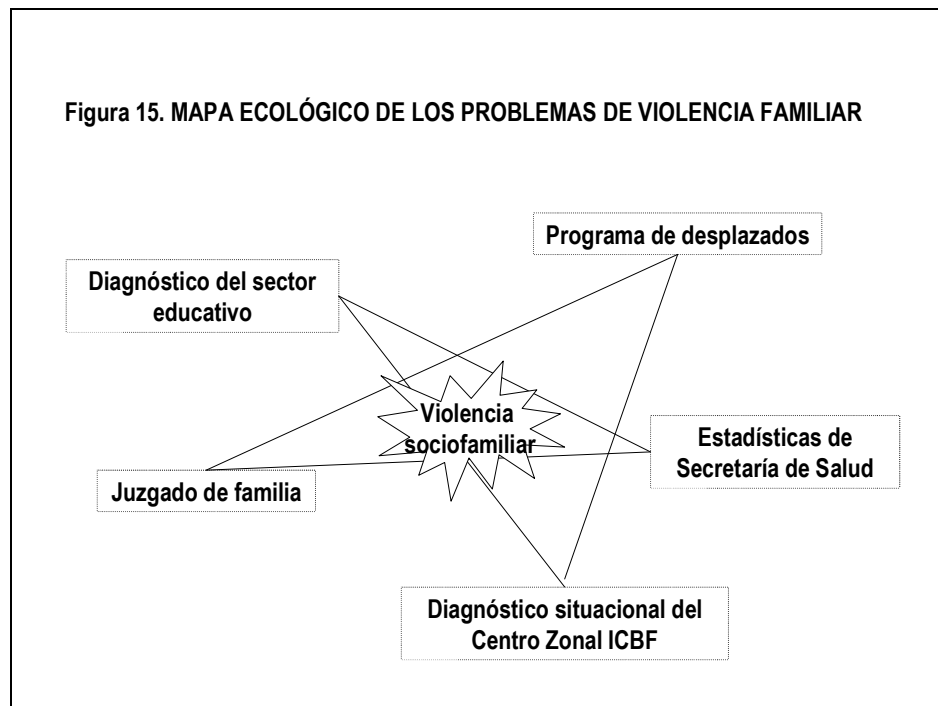 Figura 15. MAPA ECOLÓGICO DE LOS PROBLEMAS DE VIOLENCIA FAMILIAR
Programa de desplazados
Diagnóstico del sector
educativo
Violencia
sociofamiliar
Estadísticas de
Secretaría de Salud
Juzgado de familia
Diagnóstico situacional del
Centro Zonal ICBF